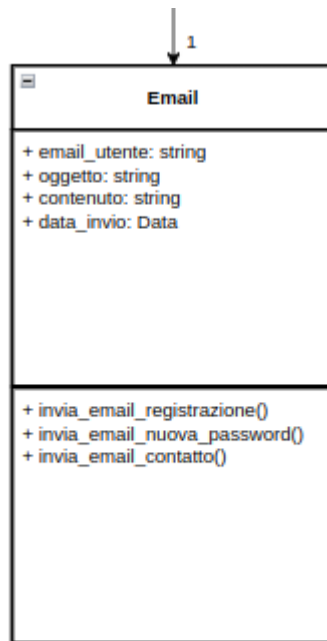 1
Email
+ email_utente: string
+ oggetto: string
+ contenuto: string
+ data_invio: Data
+ invia_email_registrazione()
+ invia_email_nuova_password()
+ invia_email_contatto()